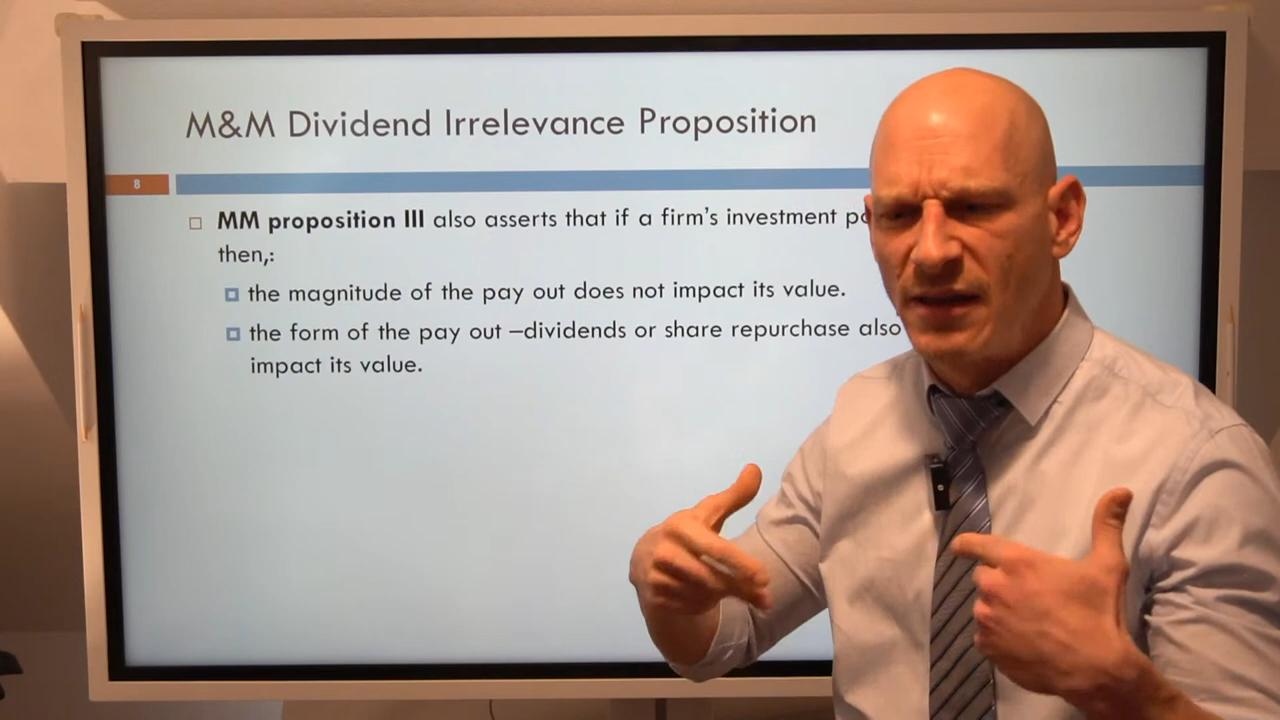 M&M Dividend Irrelevance Proposition
8
MM proposition III also asserts that if a firm's investment
then,:
the magnitude of the pay out does not impact its value.
the form of the pay out –dividends or share repurchase also
impact its value.